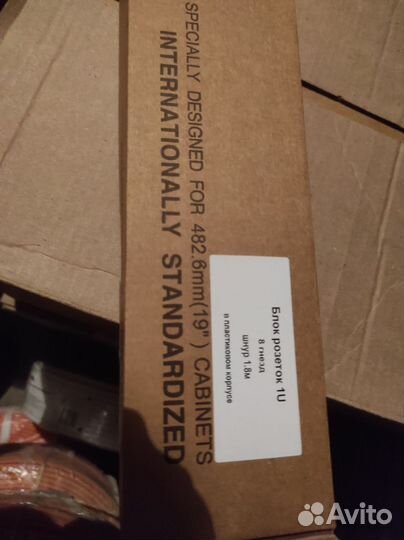 SPECIALLY DESIGNED FOR 482.6mm(19") CABINETS
INTERNATIONALLY STANDARDIZED
Блок розеток 1U
8 гнезд
шнур 1.8м
в пластиковом корпусе
Avito